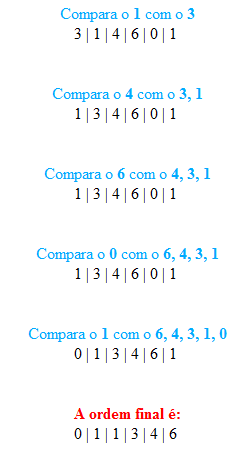 Compara o 1 com o 3
3 | 1 | 4 | 6 | 0 | 1
Compara o 4 com o 3, 1
1 | 3 | 4 | 6 | 0 | 1
Compara o 6 com o 4, 3, 1
1 | 3 | 4 | 6 | 0 | 1
Compara o 0 com o 6, 4, 3, 1
1 | 3 | 4 | 6 | 0 | 1
Compara o 1 com o 6, 4, 3, 1, 0
0 | 1 | 3 | 4 | 6 | 1
A ordem final é:
0 | 1 | 1 | 3 | 4 | 6